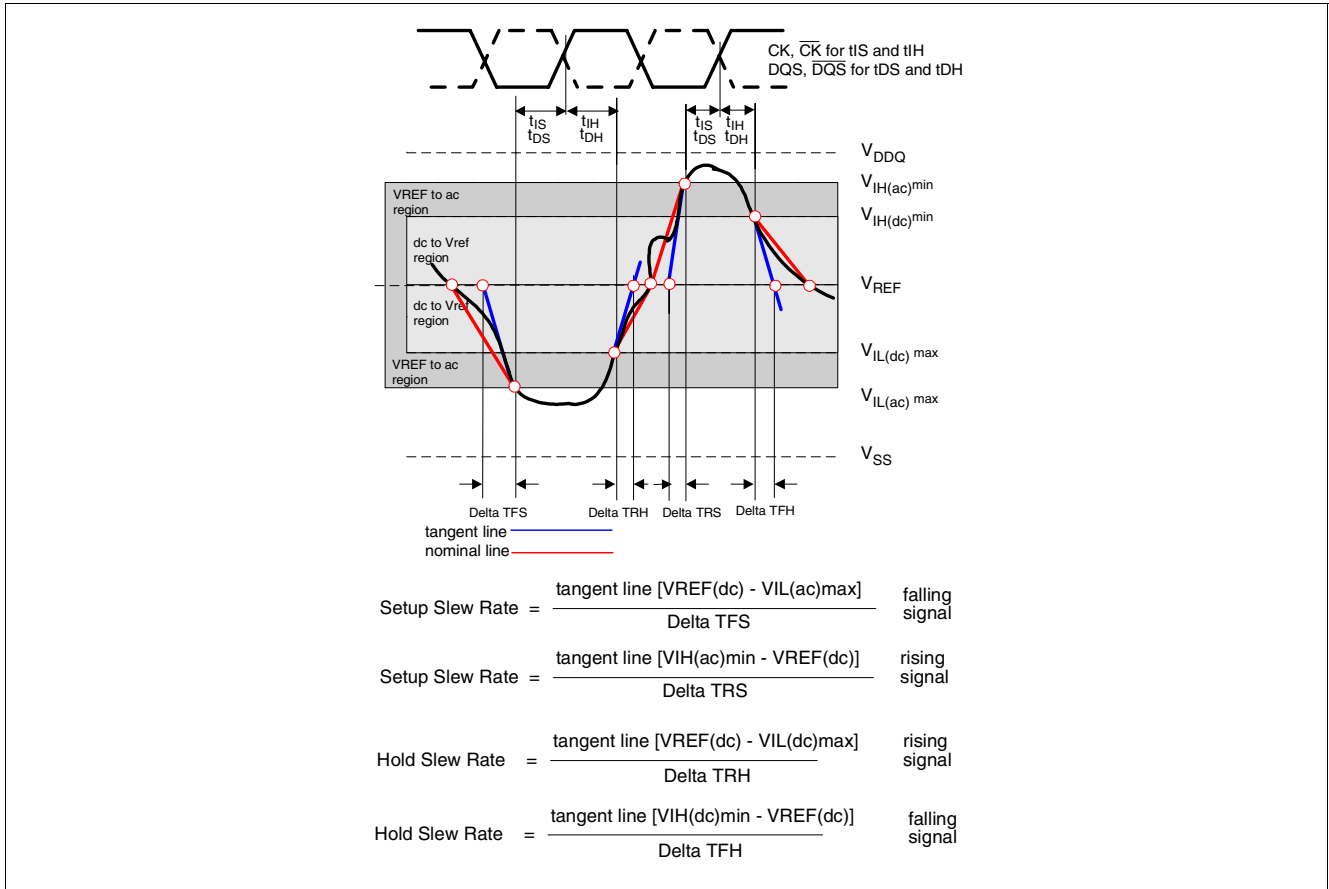 CK, CK for tIS and tIH
DQS, DQS for tDS and tDH
tIS
tDS
tIH
tDH
tIS
tDS
tIH
tDH
VDDQ
VREF to ac
region
VIH(ac)min
VIH(dc)min
dc to Vref
region
VREF
dc to Vref
region
VIL(dc) max
VREF to ac
region
VIL(ac) max
VSS
Delta TFS
Delta TRH
Delta TRS
Delta TFH
tangent line
nominal line
Setup Slew Rate = tangent line [VREF(dc) - VIL(ac)max]
Delta TFS
falling
signal
Setup Slew Rate = tangent line [VIH(ac)min - VREF(dc)]
Delta TRS
rising
signal
Hold Slew Rate = tangent line [VREF(dc) - VIL(dc)max]
Delta TRH
rising
signal
Hold Slew Rate = tangent line [VIH(dc)min - VREF(dc)]
Delta TFH
falling
signal